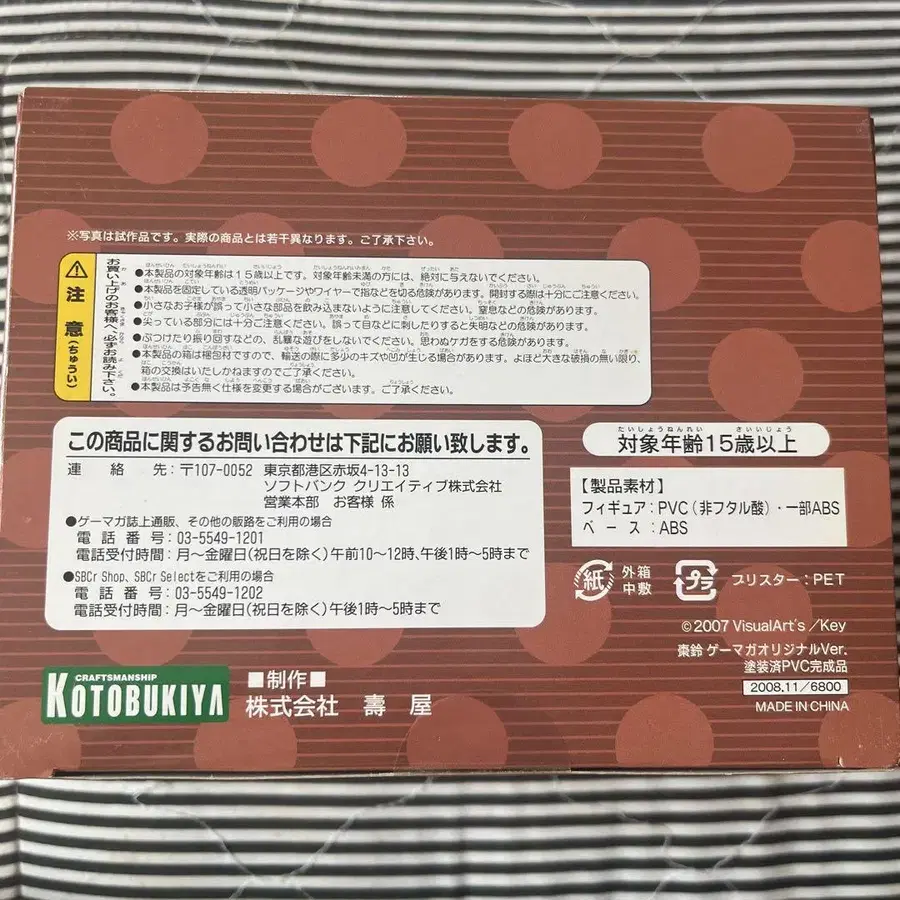 ※写真は試作品です。実際の商品とは若干異なります。ご了承下さい。
注意(ちゅうい)
お買い上げのお客様へ、必ずお読み下さい。
●本製品の対象年齢は15歳以上です。対象年齢未満の方には、絶対に与えないでください。
●本製品を固定している透明パッケージやワイヤーで指などを切る危険があります。開封する際は十分にご注意ください。
●小さなお子様が誤って小さな部品を飲み込まないように注意してください。窒息などの危険があります。
●尖っている部分には十分ご注意ください。誤って目などに刺したりすると失明などの危険があります。
●ぶつけたり振り回すなどの、乱暴な遊びをしないでください。思わぬケガをする危険があります。
●本製品の箱は梱包材ですので、輸送の際に多少のキズや凹が生じる場合があります。よほど大きな破損の無い限り、
箱の交換はいたしかねますのでご了承ください。
●本製品は予告無く仕様を変更する場合がございます。ご了承ください。
この商品に関するお問い合わせは下記にお願い致します。
連絡先:〒107-0052 東京都港区赤坂4-13-13
ソフトバンク クリエイティブ株式会社
営業本部 お客様 係
●ゲーマガ誌上通販、その他の販路をご利用の場合
電話番号:03-5549-1201
電話受付時間:月〜金曜日(祝日を除く)午前10〜12時、午後1時〜5時まで
●SBCr Shop、SBCr Selectをご利用の場合
電話番号:03-5549-1202
電話受付時間:月〜金曜日(祝日を除く)午後1時〜5時まで
たいしょうねんれい さいいじょう
対象年齢15歳以上
【製品素材】
フィギュア:PVC(非フタル酸)・一部ABS
ベース:ABS
紙 外箱
中敷
プラ ブリスター:PET
©2007 VisualArt's/Key
棗鈴 ゲーマガオリジナルVer.
塗装済PVC完成品
2008.11/6800
MADE IN CHINA
CRAFTSMANSHIP
KOTOBUKIYA
■制作■
株式会社 壽屋